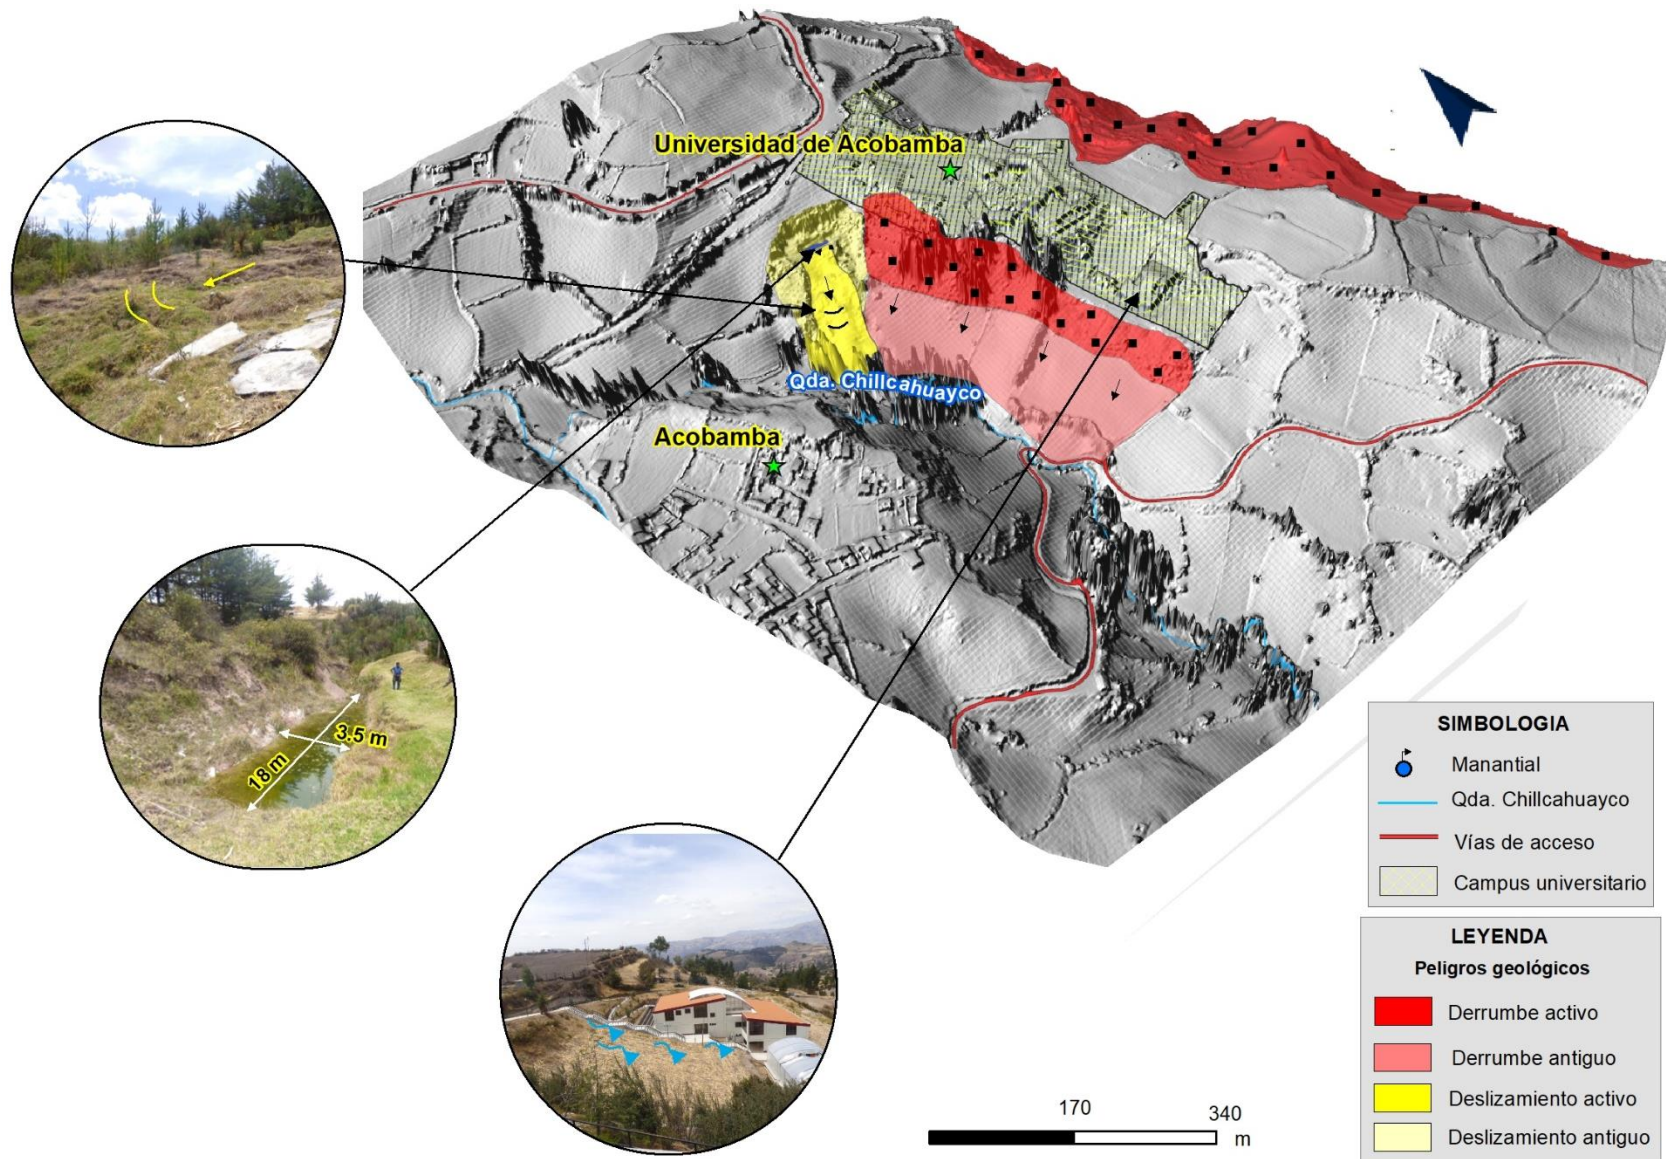 Universidad de Acobamba
Qda. Chillcahuayco
Acobamba
3.5 m
18 m
SIMBOLOGIA
Manantial
Qda. Chillcahuayco
Vías de acceso
Campus universitario
LEYENDA
Peligros geológicos
Derrumbe activo
Derrumbe antiguo
Deslizamiento activo
Deslizamiento antiguo
170
340
m